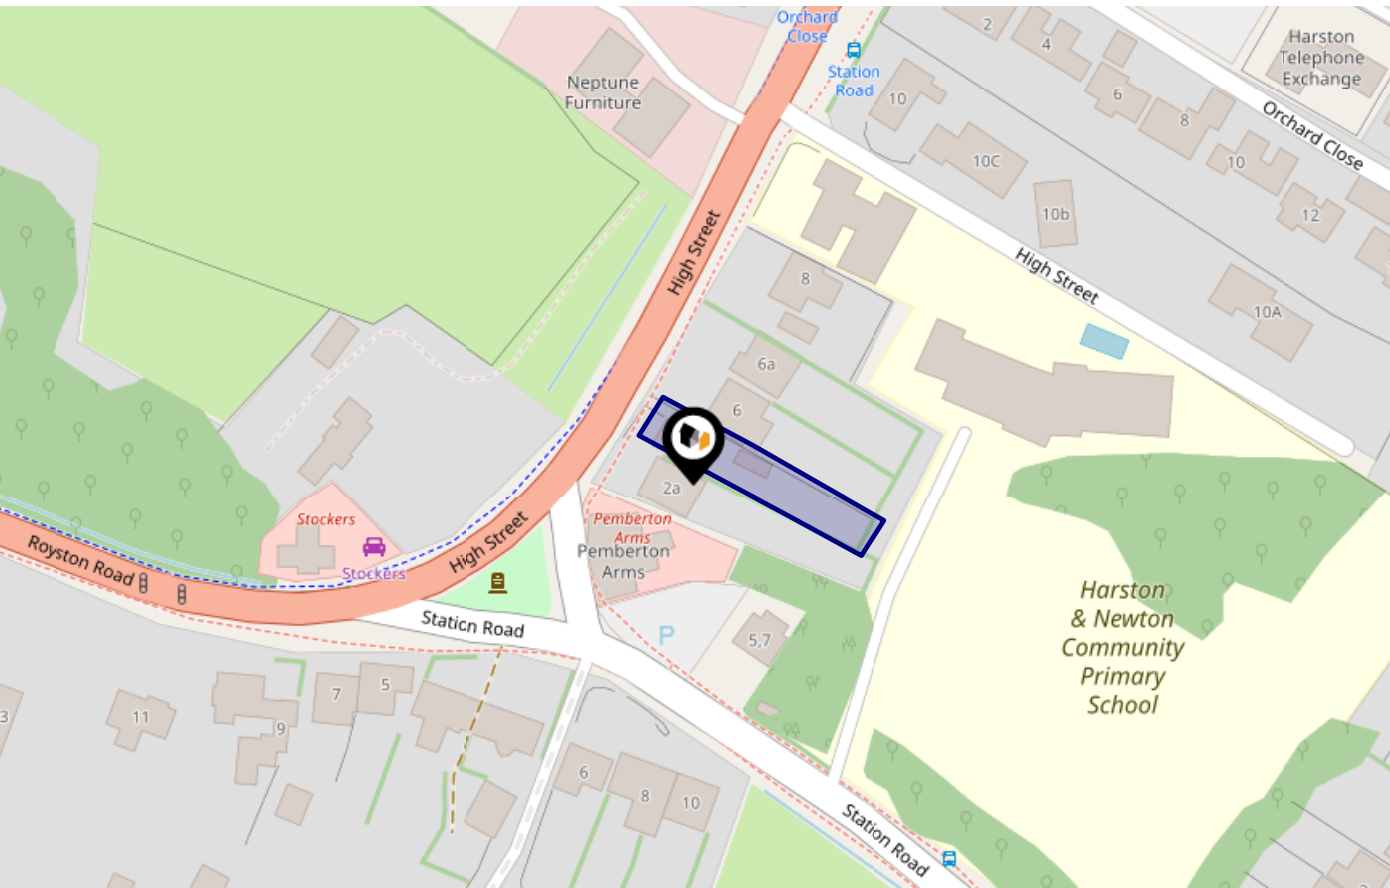 Orchard
Close
2
4
Harston
Telephone
Exchange
Neptune
Furniture
Station
Road
10
6
8
Orchard Close
10C
10
10b
12
High Street
High Street
8
10A
6a
6
2a
Stockers
Pemberton
Arms
Pemberton
Arms
High Street
Royston Road
Stockers
Station Road
P
5,7
Harston
& Newton
Community
Primary
School
7
5
3
11
9
6
8
10
Station Road